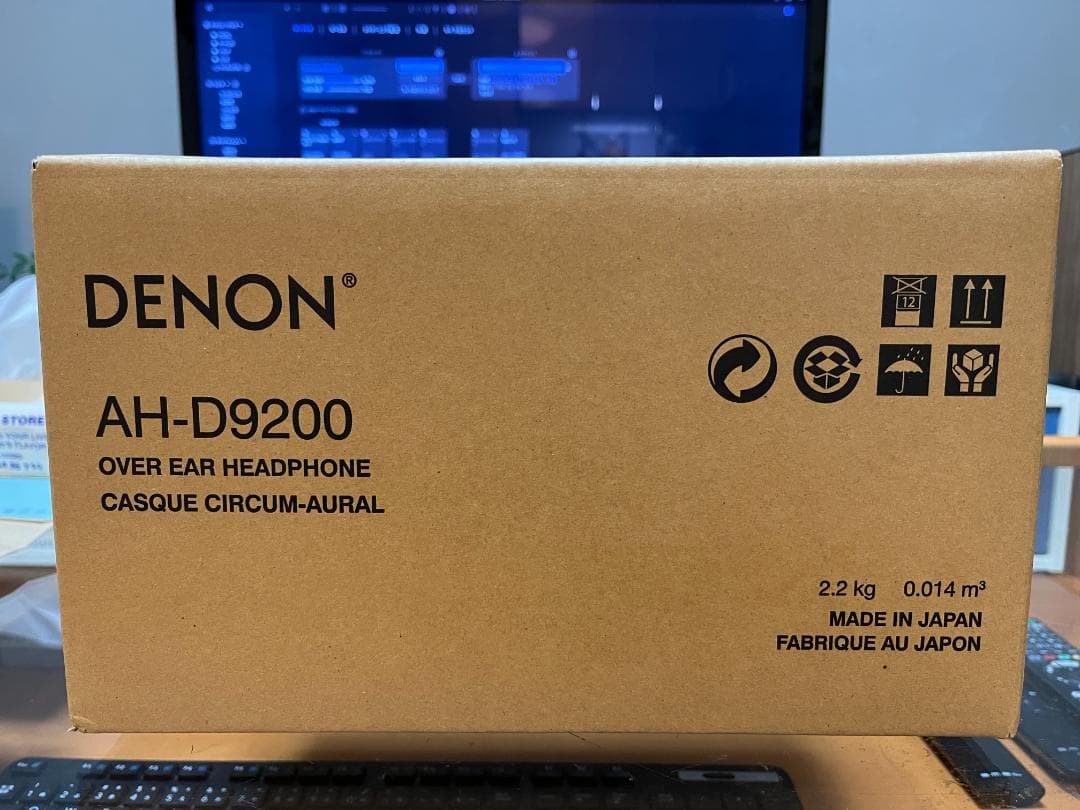 DENON®
12
AH-D9200
OVER EAR HEADPHONE
CASQUE CIRCUM-AURAL
2.2 kg 0.014 m³
MADE IN JAPAN
FABRIQUE AU JAPON
STORE